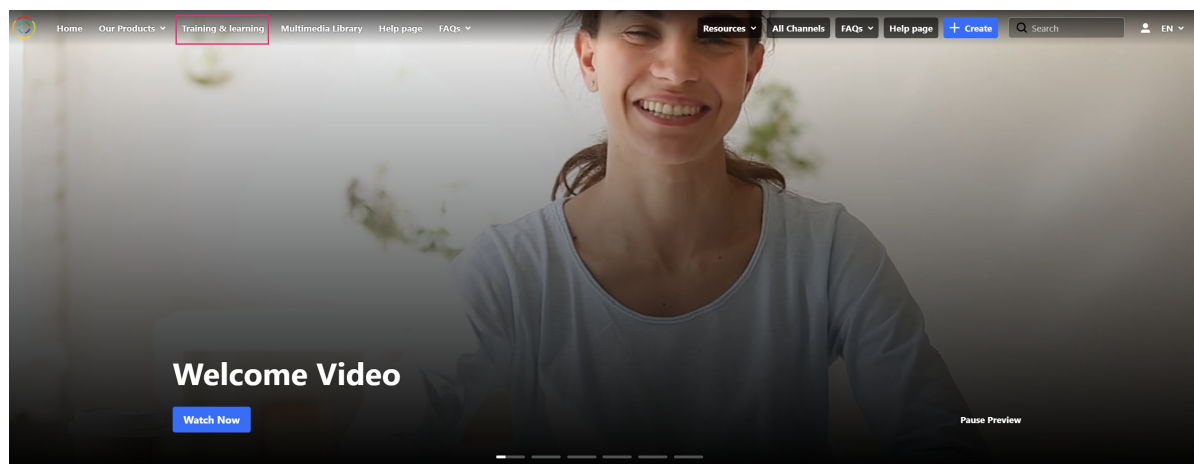 Home Our Products Training & learning Multimedia Library Help page FAQs Resources All Channels FAQs Help page + Create Search EN
Welcome Video
Watch Now Pause Preview